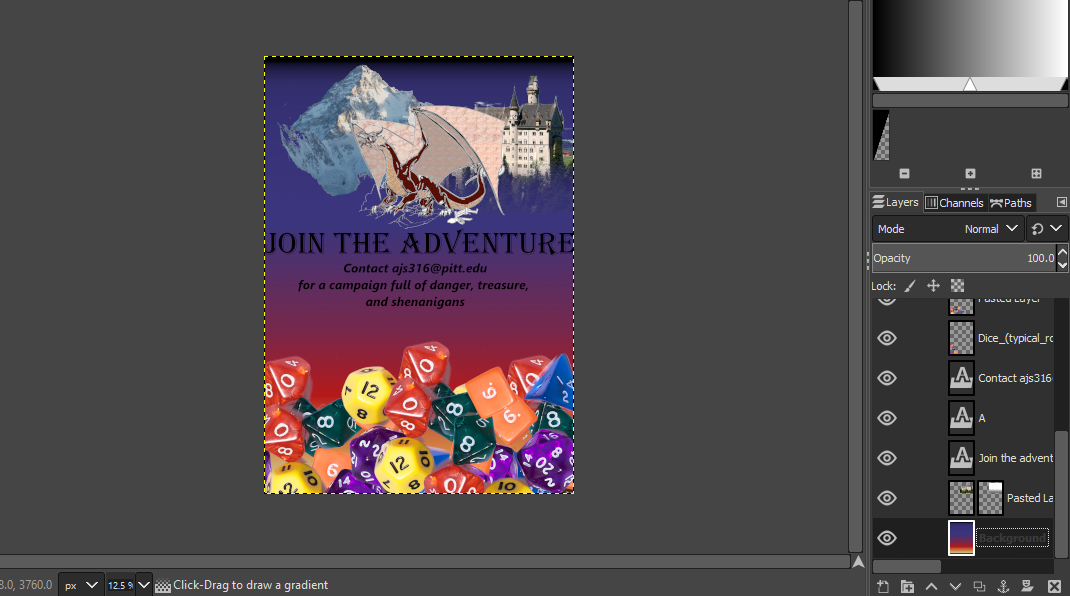 JOIN THE ADVENTURE
Contact ajs316@pitt.edu
for a campaign full of danger, treasure,
and shenanigans
Layers
Channels
Paths
Mode
Normal
Opacity
100.0
Lock:
Pasted Layer
Dice_(typical_ro
Contact ajs316
A
Join the advent
Pasted La
Background
3.0, 3760.0
px
12.5 %
Click-Drag to draw a gradient